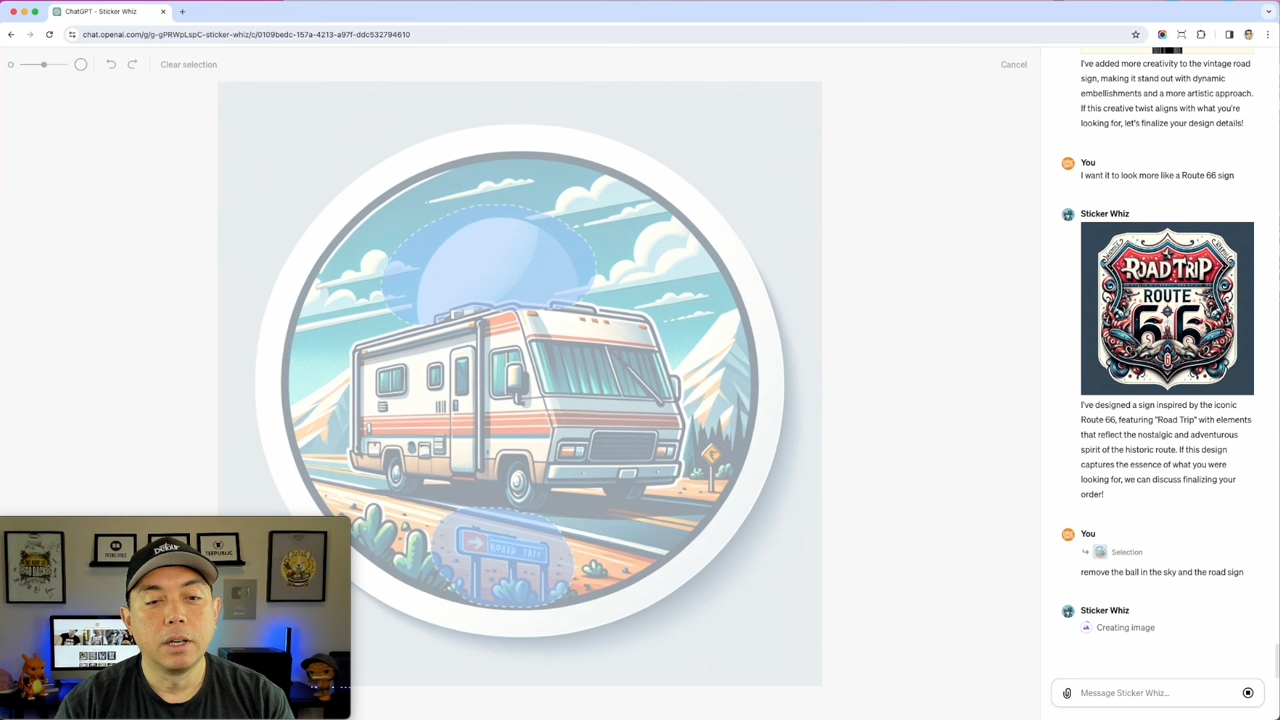 ChatGPT - Sticker Whiz
chat.openai.com/g/g-gPRWpLspC-sticker-whiz/c/0109bedc-157a-4213-a97f-ddc532794610
Clear selection
Cancel
I've added more creativity to the vintage road
sign, making it stand out with dynamic
embellishments and a more artistic approach.
If this creative twist aligns with what you're
looking for, let's finalize your design details!
You
I want it to look more like a Route 66 sign
Sticker Whiz
ROAD TRIP
ROUTE
66
I've designed a sign inspired by the iconic
Route 66, featuring "Road Trip" with elements
that reflect the nostalgic and adventurous
spirit of the historic route. If this design
captures the essence of what you were
looking for, we can discuss finalizing your
order!
You
Selection
remove the ball in the sky and the road sign
Sticker Whiz
Creating image
Message Sticker Whiz...
TEEPUBLIC